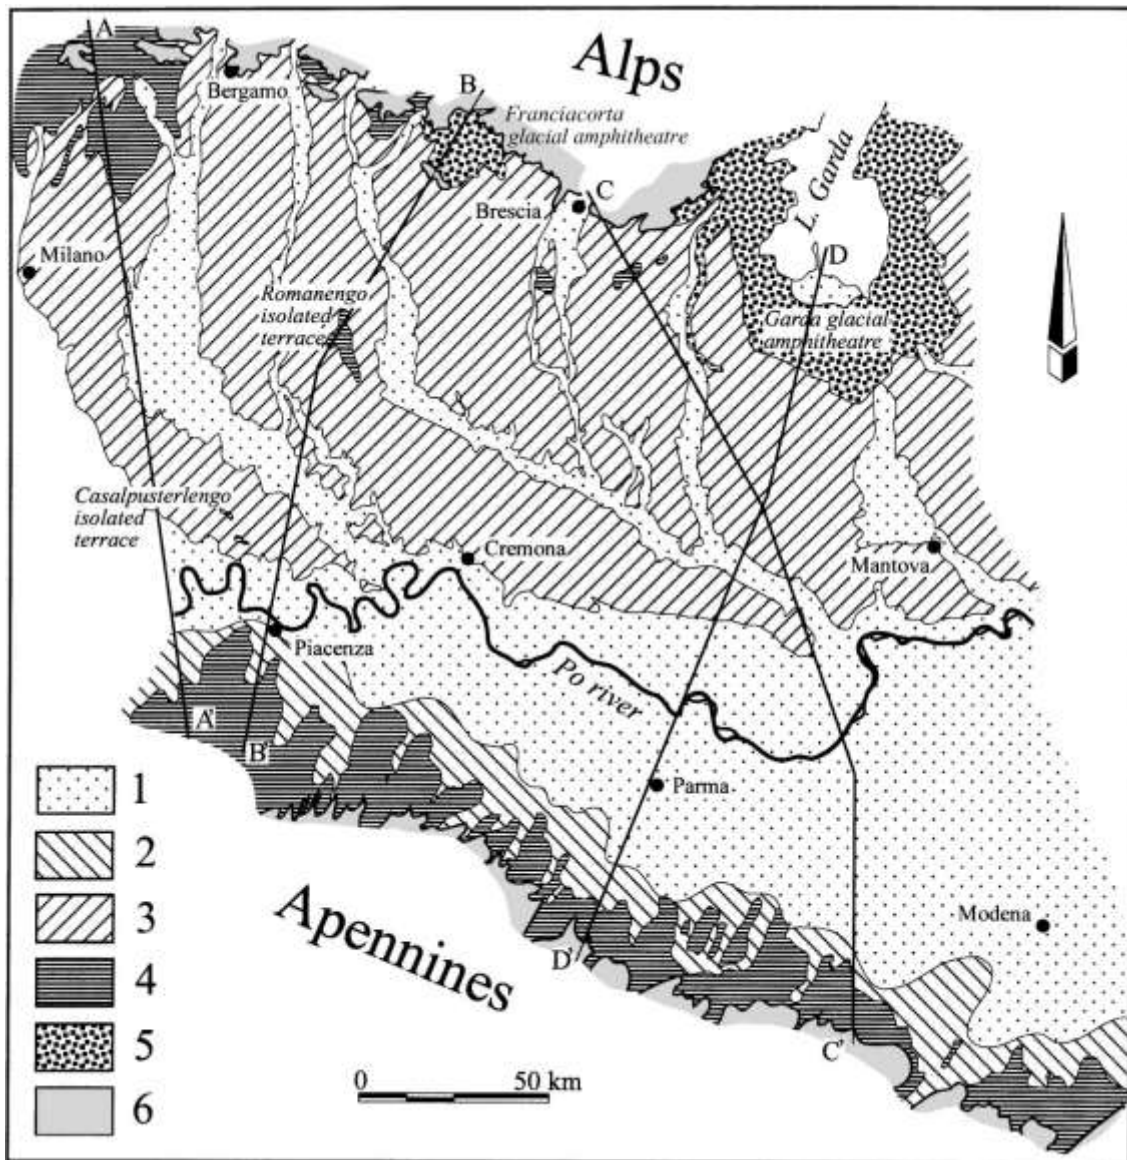 A
Alps
Bergamo
B
Franciacorta
glacial amphitheatre
L. Garda
C
Brescia
Milano
D
Romanengo
isolated
terrace
Garda glacial
amphitheatre
Casalpusterlengo
isolated
terrace
Cremona
Mantova
Piacenza
Po river
A'
B'
1
Parma
2
3
Apennines
Modena
4
D'
5
C'
0 50 km
6